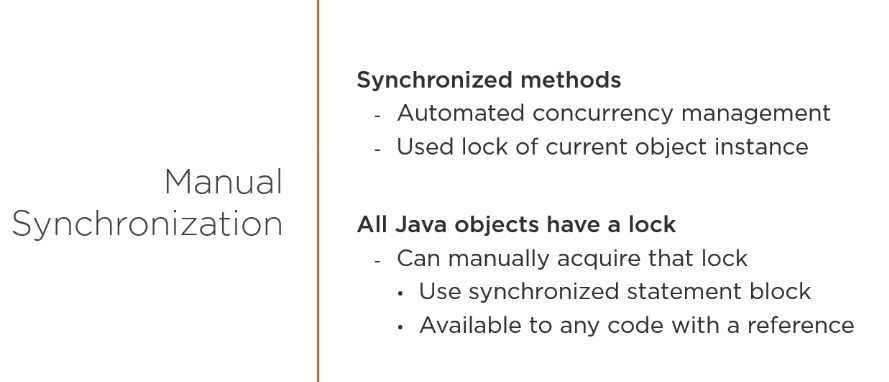 Manual
Synchronization
Synchronized methods
- Automated concurrency management
- Used lock of current object instance
All Java objects have a lock
- Can manually acquire that lock
• Use synchronized statement block
• Available to any code with a reference